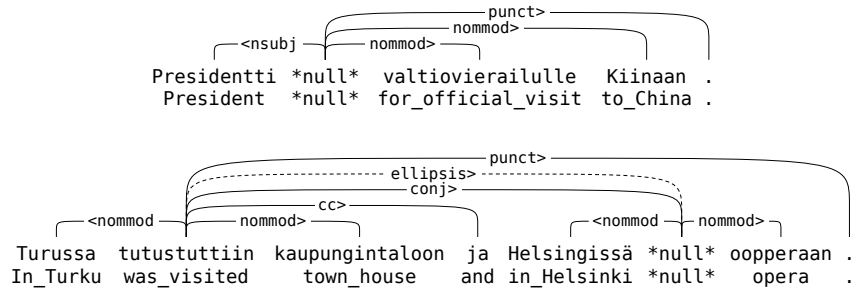 punct>
nommod>
<nsubj nommod>
Presidentti *null* valtiovierailulle Kiinaan .
President *null* for_official_visit to_China .
punct>
ellipsis>
conj>
cc>
<nommod nommod> <nommod nommod>
Turussa tutustuttiin kaupungintaloon ja Helsingissä *null* oopperaan .
In_Turku was_visited town_house and in_Helsinki *null* opera .